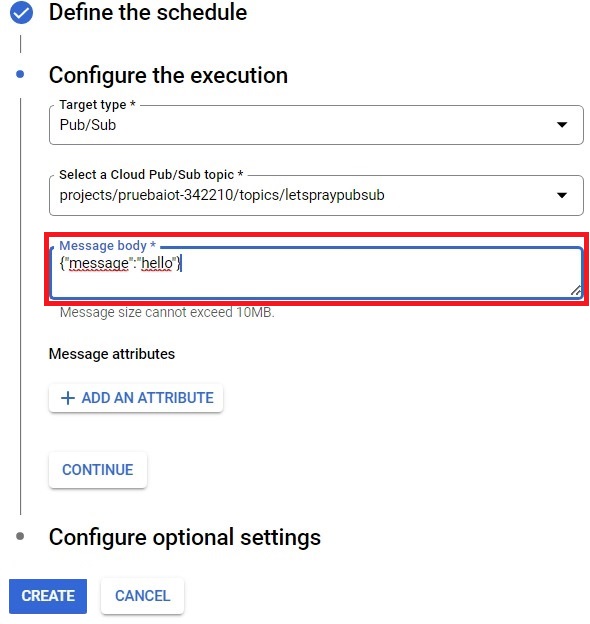 Define the schedule
Configure the execution
Target type *
Pub/Sub
Select a Cloud Pub/Sub topic *
projects/pruebaiot-342210/topics/letspraypubsub
Message body *
{"message":"hello"}
Message size cannot exceed 10MB.
Message attributes
+ ADD AN ATTRIBUTE
CONTINUE
Configure optional settings
CREATE CANCEL